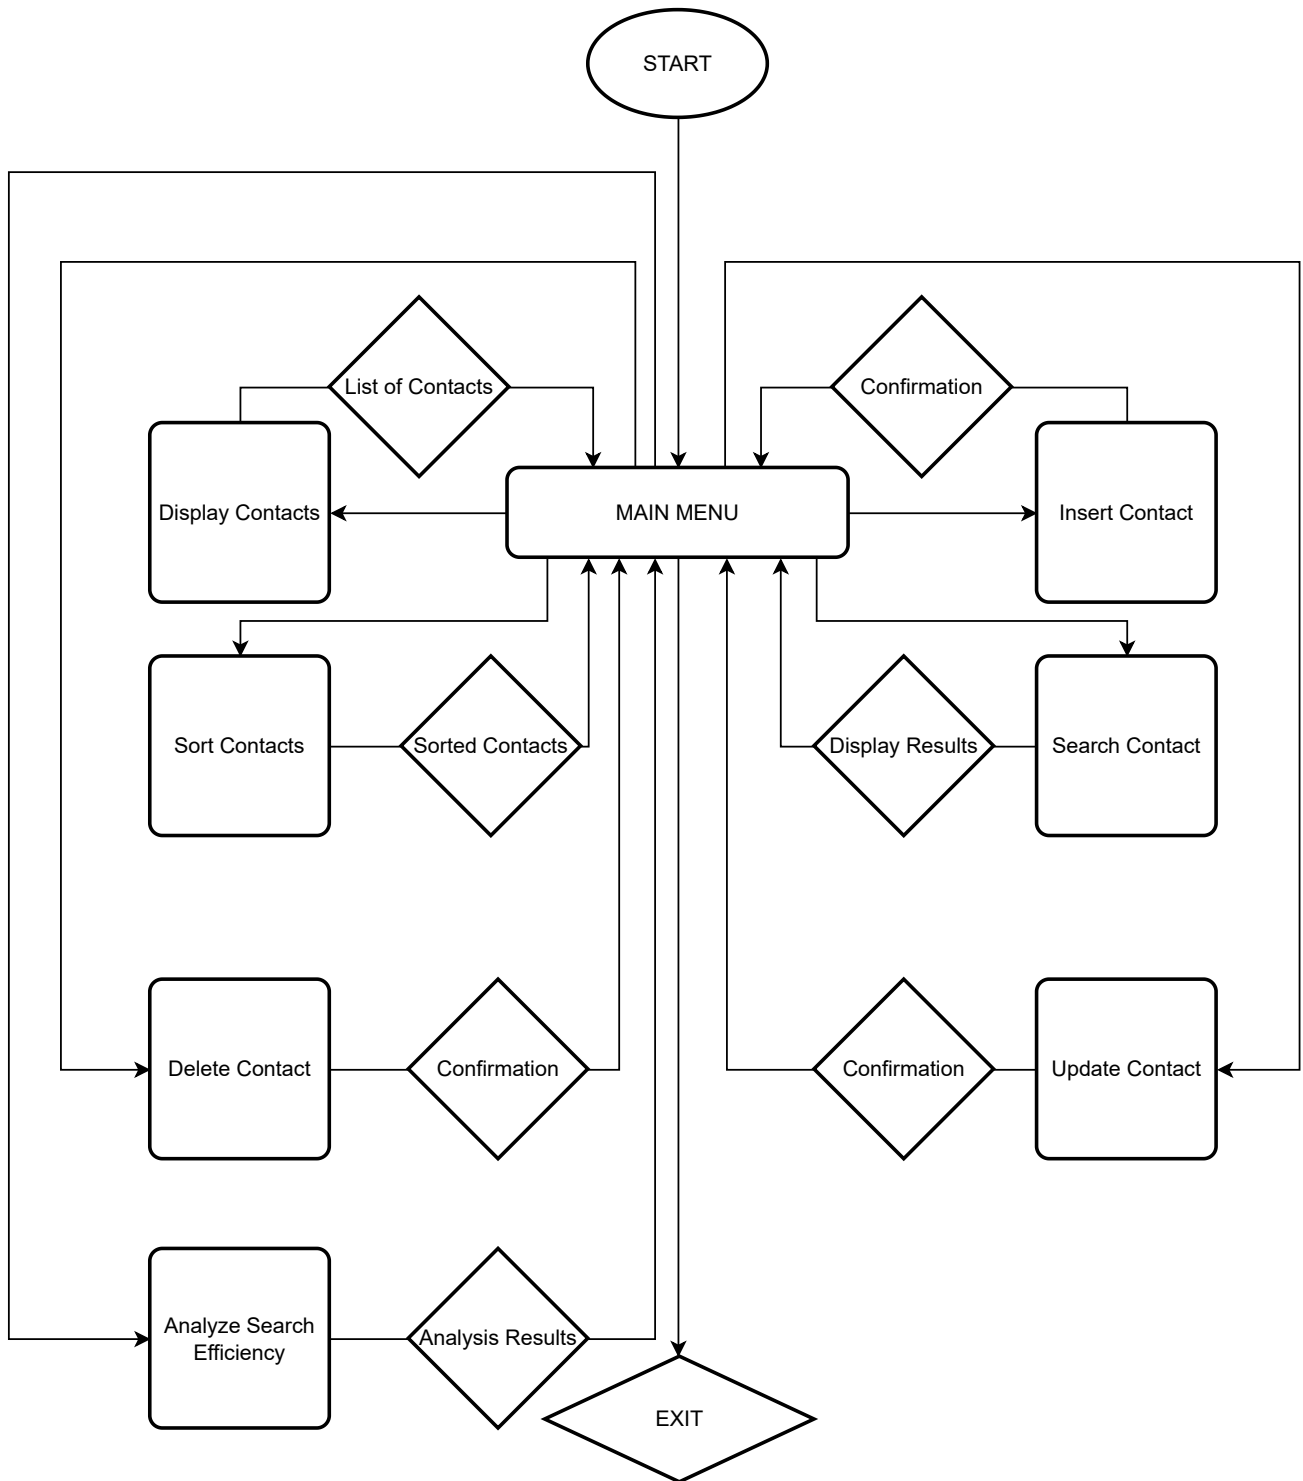 START
List of Contacts
Confirmation
Display Contacts
MAIN MENU
Insert Contact
Sort Contacts
Sorted Contacts
Display Results
Search Contact
Delete Contact
Confirmation
Confirmation
Update Contact
Analyze Search
Efficiency
Analysis Results
EXIT